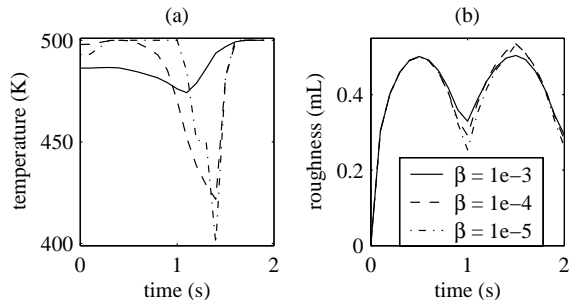 (a)
temperature (K)
500
450
400
0
1
2
time (s)
(b)
roughness (mL)
0.4
0.2
0
0
1
2
time (s)
β = 1e−3
β = 1e−4
β = 1e−5